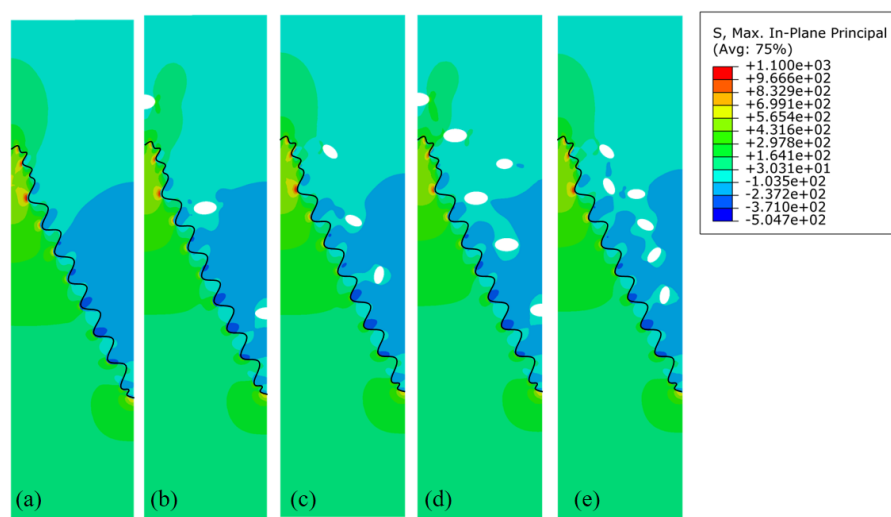 S, Max. In-Plane Principal
(Avg: 75%)
+1.100e+03
+9.666e+02
+8.329e+02
+6.991e+02
+5.654e+02
+4.316e+02
+2.978e+02
+1.641e+02
+3.031e+01
-1.035e+02
-2.372e+02
-3.710e+02
-5.047e+02
(a) (b) (c) (d) (e)